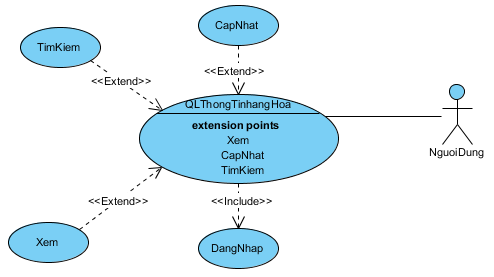 CapNhat
TimKiem
<<Extend>>
<<Extend>>
QLThongTinhangHoa
extension points
Xem
CapNhat
TimKiem
NguoiDung
<<Extend>>
<<Include>>
Xem
DangNhap